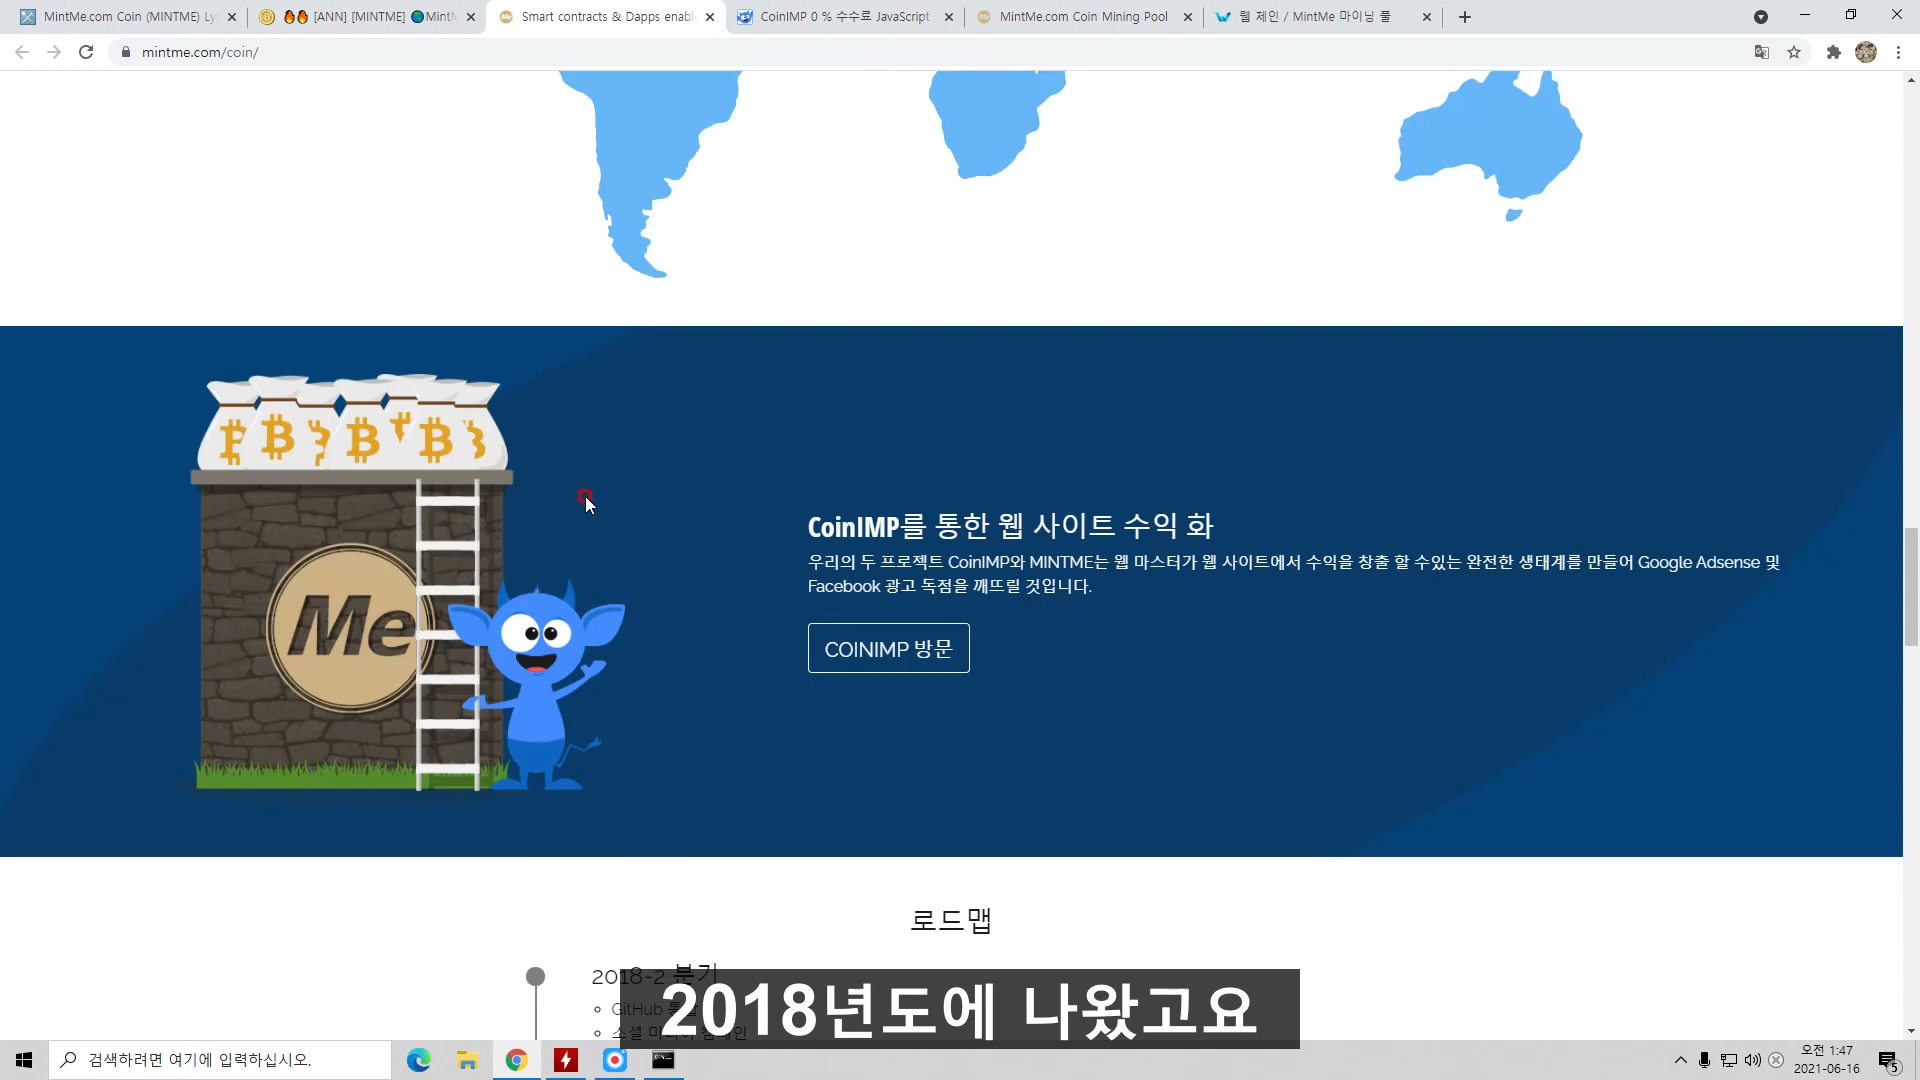 MintMe.com Coin (MINTME) Ly
[ANN] [MINTME] Mint
Smart contracts & Dapps enabl
CoinIMP 0 % 수수료 JavaScript
MintMe.com Coin Mining Pool
웹 체인 / MintMe 마이닝 풀
mintme.com/coin/
Me
CoinIMP를 통한 웹 사이트 수익 화
우리의 두 프로젝트 CoinIMP와 MINTME는 웹 마스터가 웹 사이트에서 수익을 창출 할 수있는 완전한 생태계를 만들어 Google Adsense 및
Facebook 광고 독점을 깨뜨릴 것입니다.
COINIMP 방문
로드맵
2018-2 분기
GitHub
소셜
2018년도에 나왔고요
검색하려면 여기에 입력하십시오.
오전 1:47
2021-06-16
5